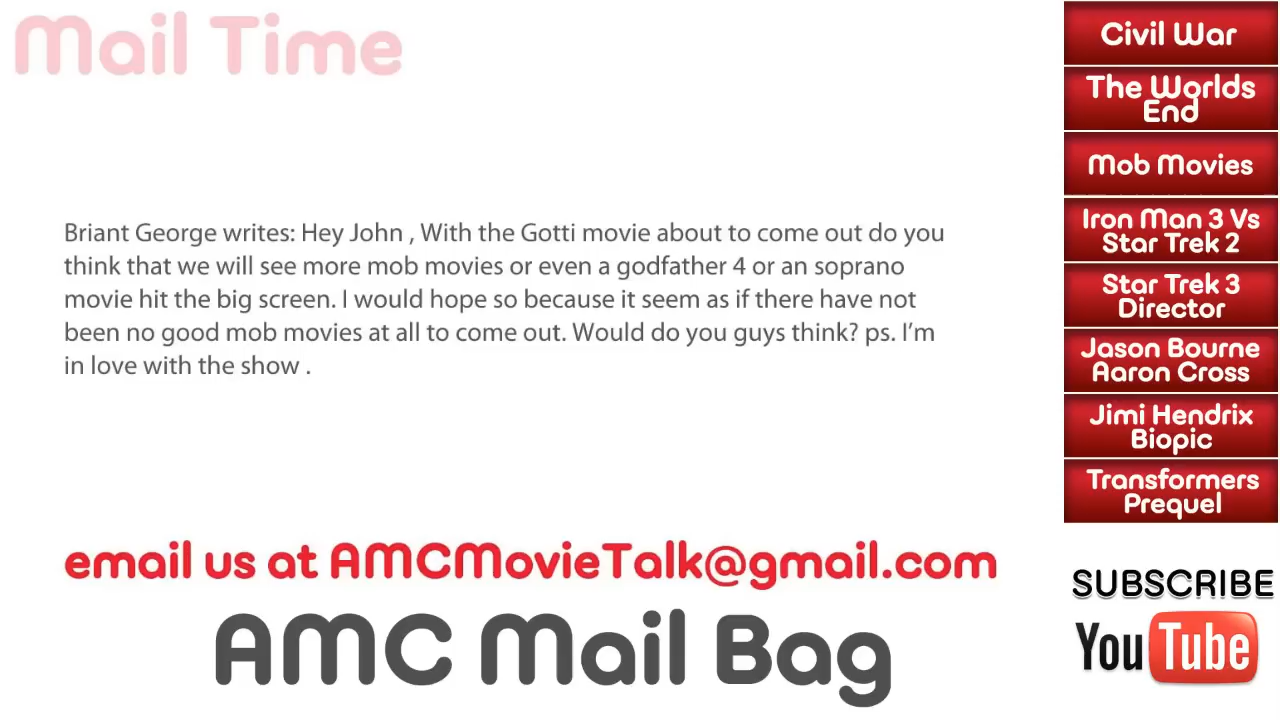 Mail Time
Briant George writes: Hey John , With the Gotti movie about to come out do you
think that we will see more mob movies or even a godfather 4 or an soprano
movie hit the big screen. I would hope so because it seem as if there have not
been no good mob movies at all to come out. Would do you guys think? ps. I'm
in love with the show .
email us at AMCMovieTalk@gmail.com
AMC Mail Bag
Civil War
The Worlds
End
Mob Movies
Iron Man 3 Vs
Star Trek 2
Star Trek 3
Director
Jason Bourne
Aaron Cross
Jimi Hendrix
Biopic
Transformers
Prequel
SUBSCRIBE
YouTube